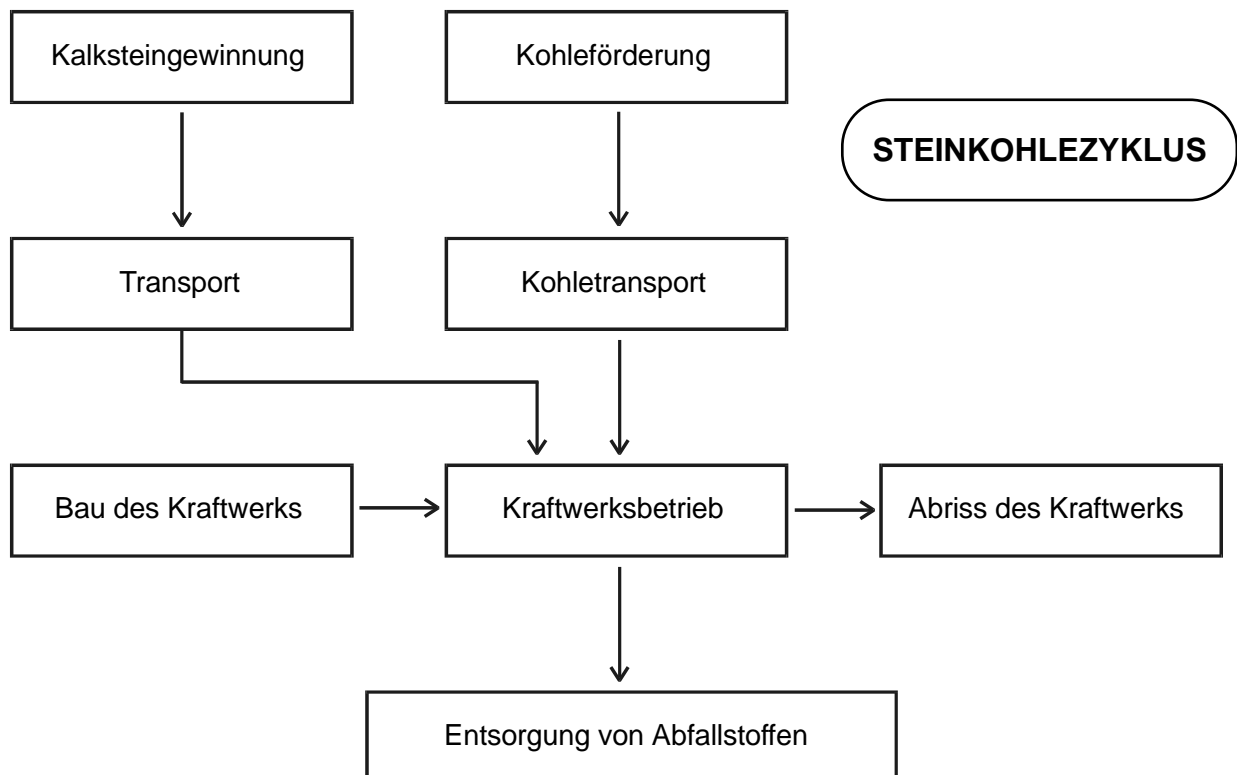 Kalksteingewinnung
Kohleförderung
STEINKOHLEZYKLUS
Transport
Kohletransport
Bau des Kraftwerks
Kraftwerksbetrieb
Abriss des Kraftwerks
Entsorgung von Abfallstoffen